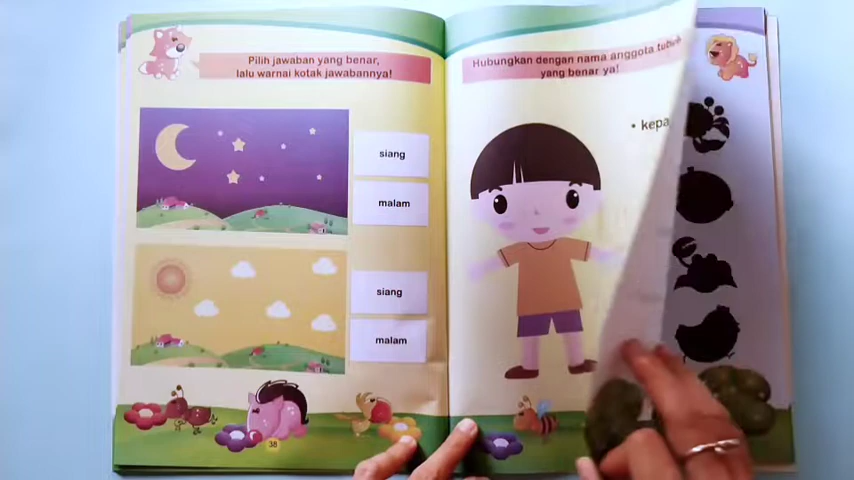 Pilih jawaban yang benar,
lalu warnai kotak jawabannya!
siang
malam
siang
malam
38
Hubungkan dengan nama anggota tubuh
yang benar ya!
• kepa